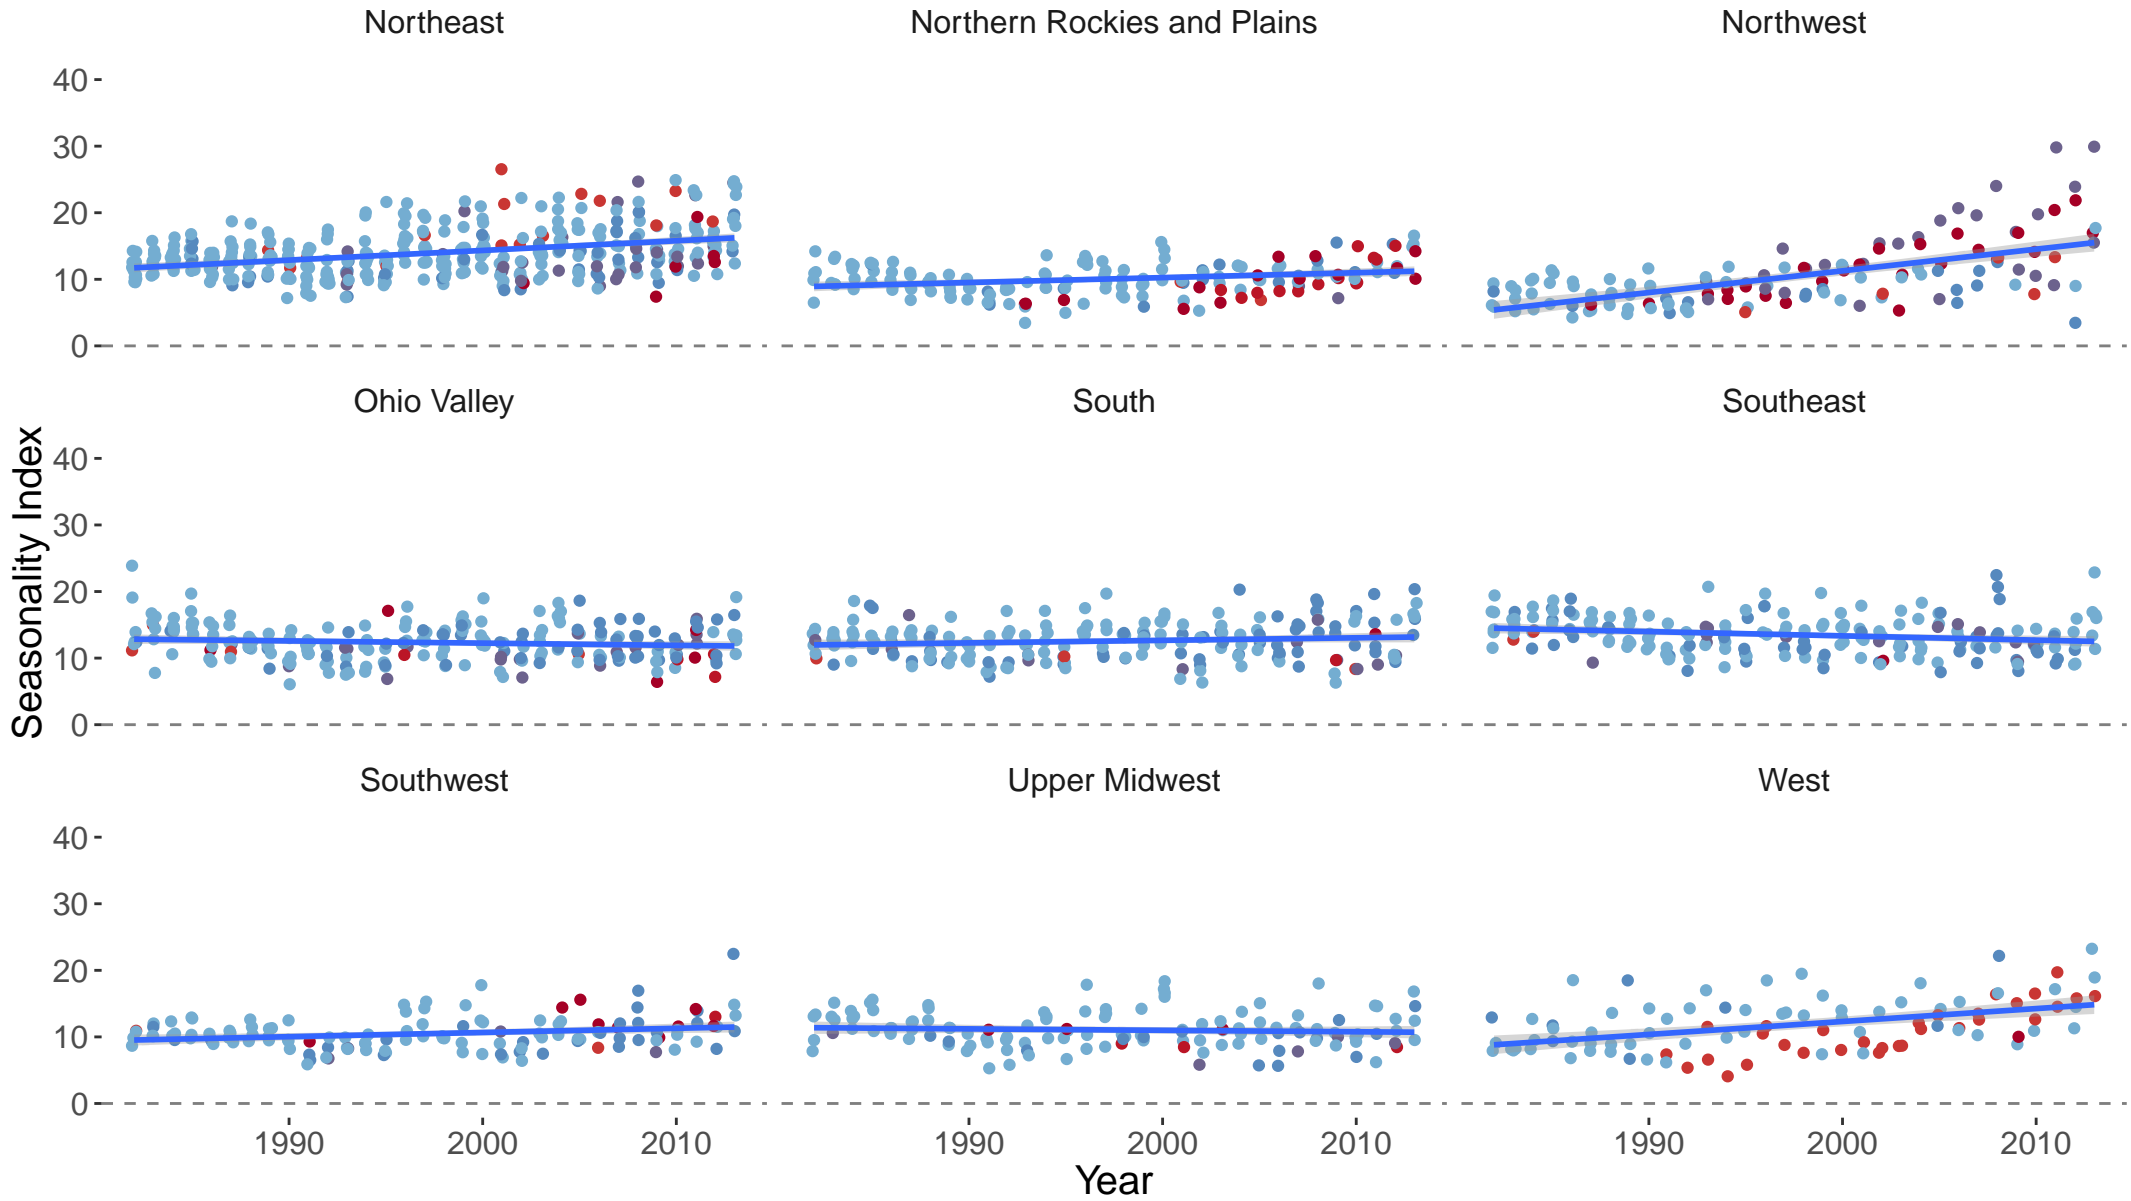 Northeast Northern Rockies and Plains Northwest
40
30
20
10
0
Ohio Valley South Southeast
40
30
20
10
0
Southwest Upper Midwest West
40
30
20
10
0
1990 2000 2010 1990 2000 2010 1990 2000 2010
Year
Seasonality Index